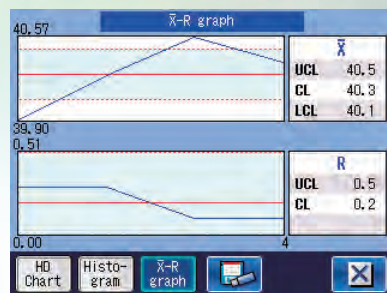 X̄-R graph
40.57
39.90
X̄
UCL 40.5
CL 40.3
LCL 40.1
0.51
0.00
4
R
UCL 0.5
CL 0.2
HD Chart
Histo-gram
X̄-R graph